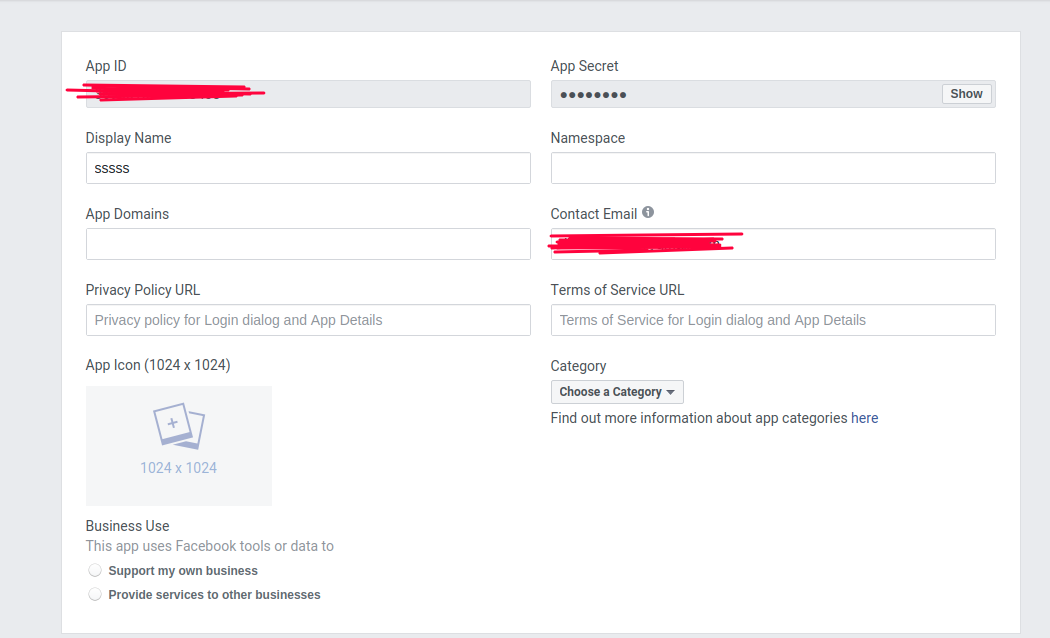 App ID
App Secret
●●●●●●●●
Show
Display Name
Namespace
sssss
App Domains
Contact Email
Privacy Policy URL
Terms of Service URL
Privacy policy for Login dialog and App Details
Terms of Service for Login dialog and App Details
App Icon (1024 x 1024)
Category
Choose a Category
Find out more information about app categories here
1024 x 1024
Business Use
This app uses Facebook tools or data to
Support my own business
Provide services to other businesses